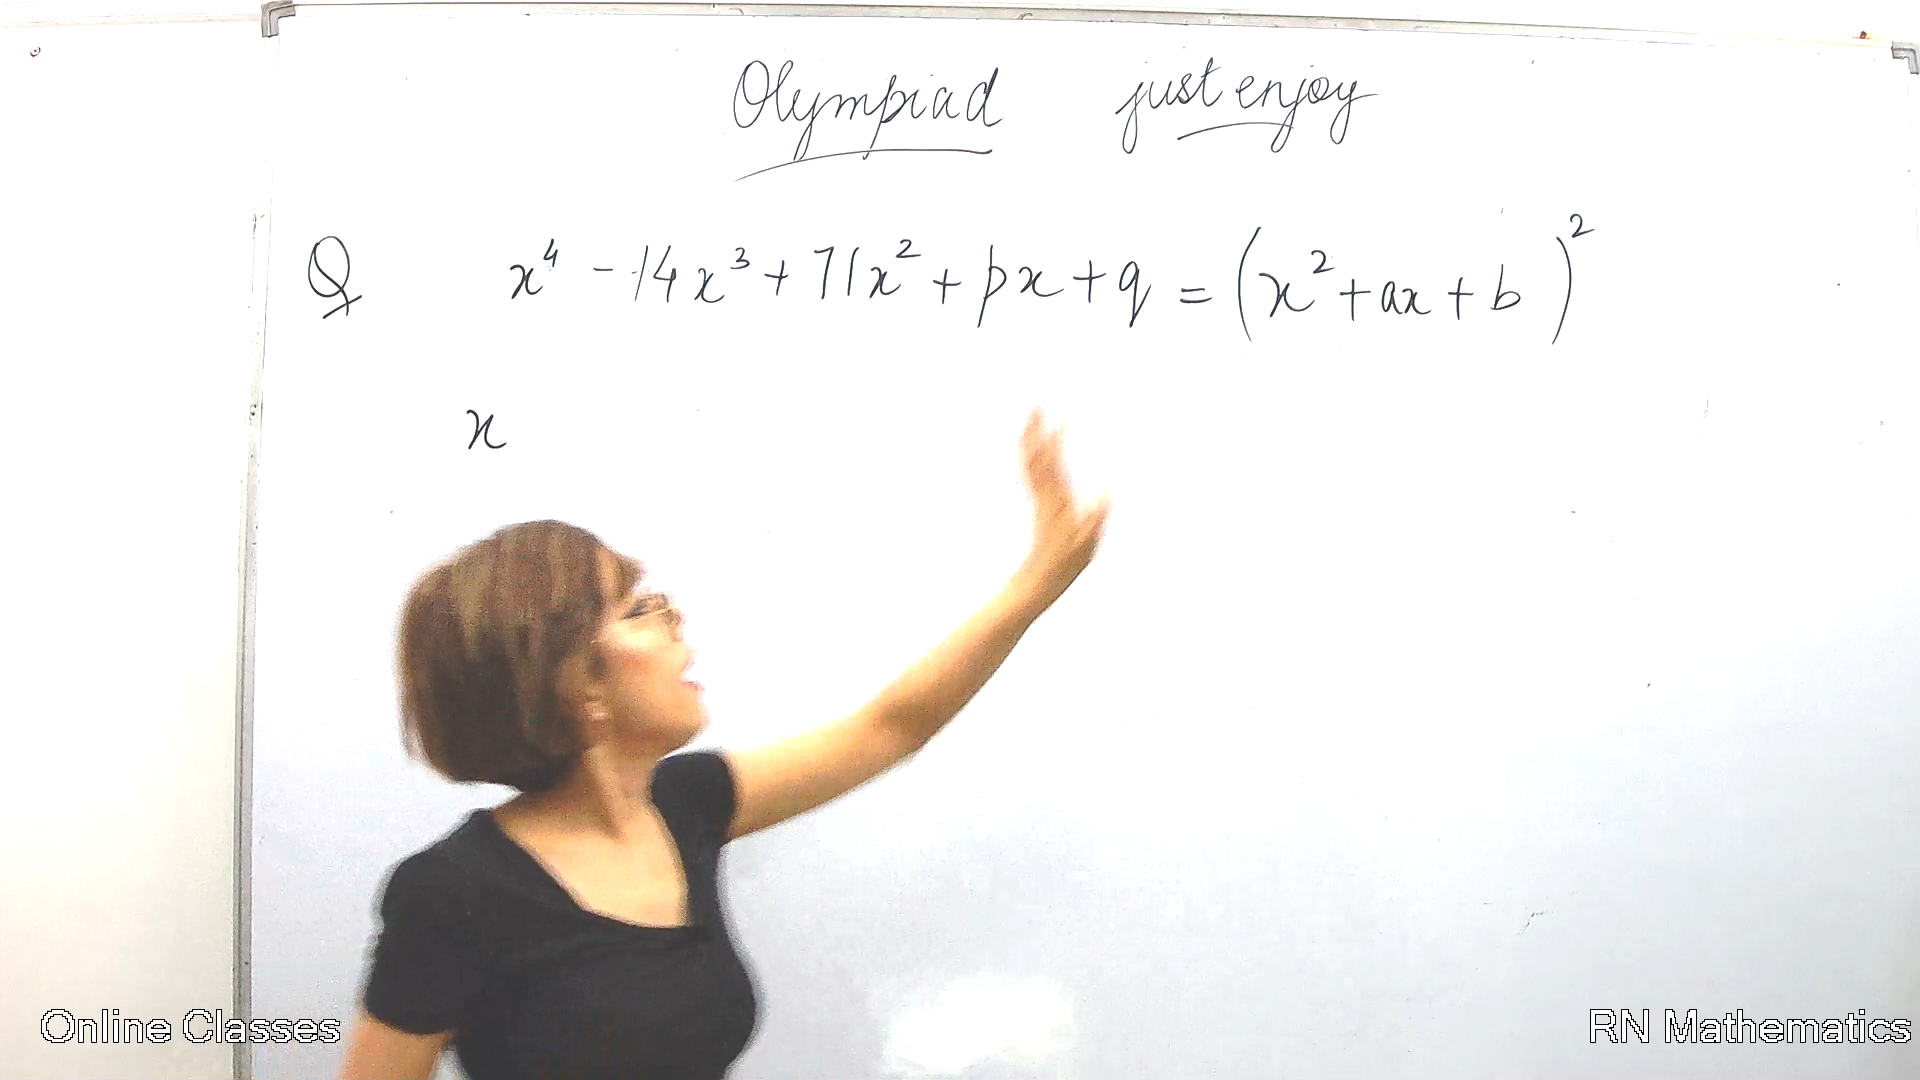 Olympiad just enjoy
Q x⁴ - 14x³ + 71x² + px + q = (x² + ax + b)²
x
Online Classes RN Mathematics